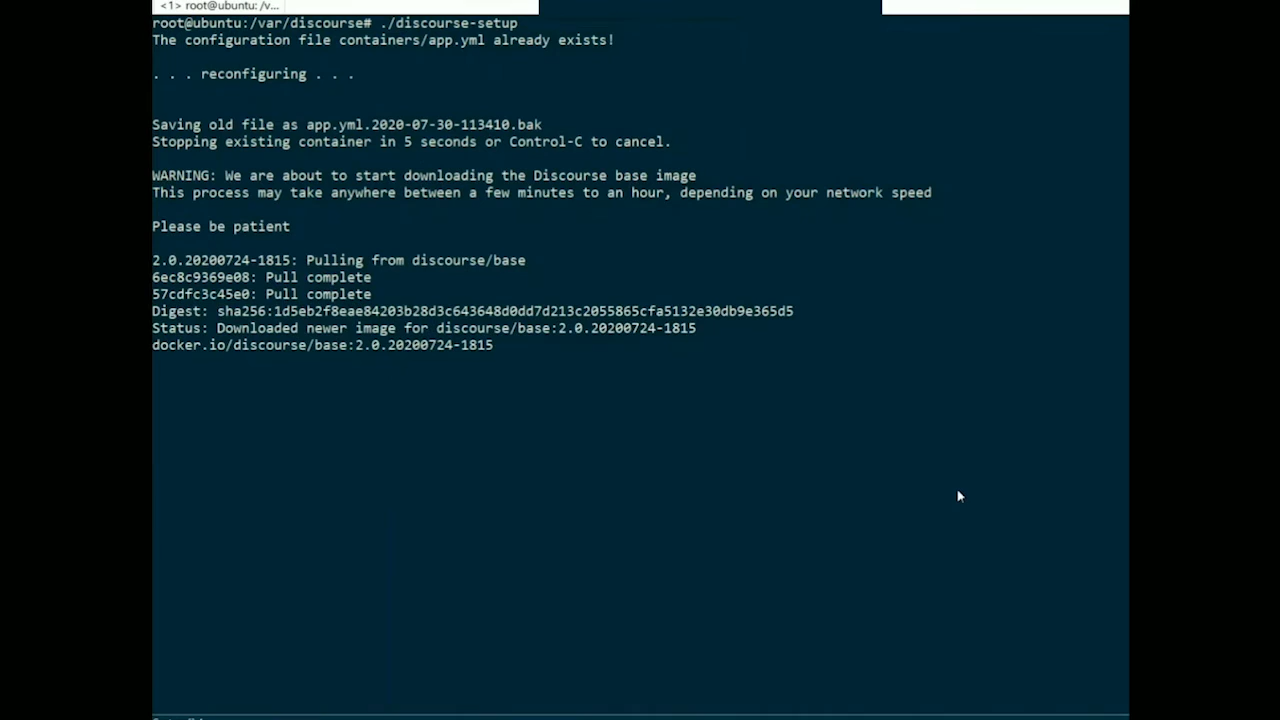 <1> root@ubuntu: /v...
root@ubuntu:/var/discourse# ./discourse-setup
The configuration file containers/app.yml already exists!
. . . reconfiguring . . .
Saving old file as app.yml.2020-07-30-113410.bak
Stopping existing container in 5 seconds or Control-C to cancel.
WARNING: We are about to start downloading the Discourse base image
This process may take anywhere between a few minutes to an hour, depending on your network speed
Please be patient
2.0.20200724-1815: Pulling from discourse/base
6ec8c9369e08: Pull complete
57cdfc3c45e0: Pull complete
Digest: sha256:1d5eb2f8eae84203b28d3c643648d0dd7d213c2055865cfa5132e30db9e365d5
Status: Downloaded newer image for discourse/base:2.0.20200724-1815
docker.io/discourse/base:2.0.20200724-1815